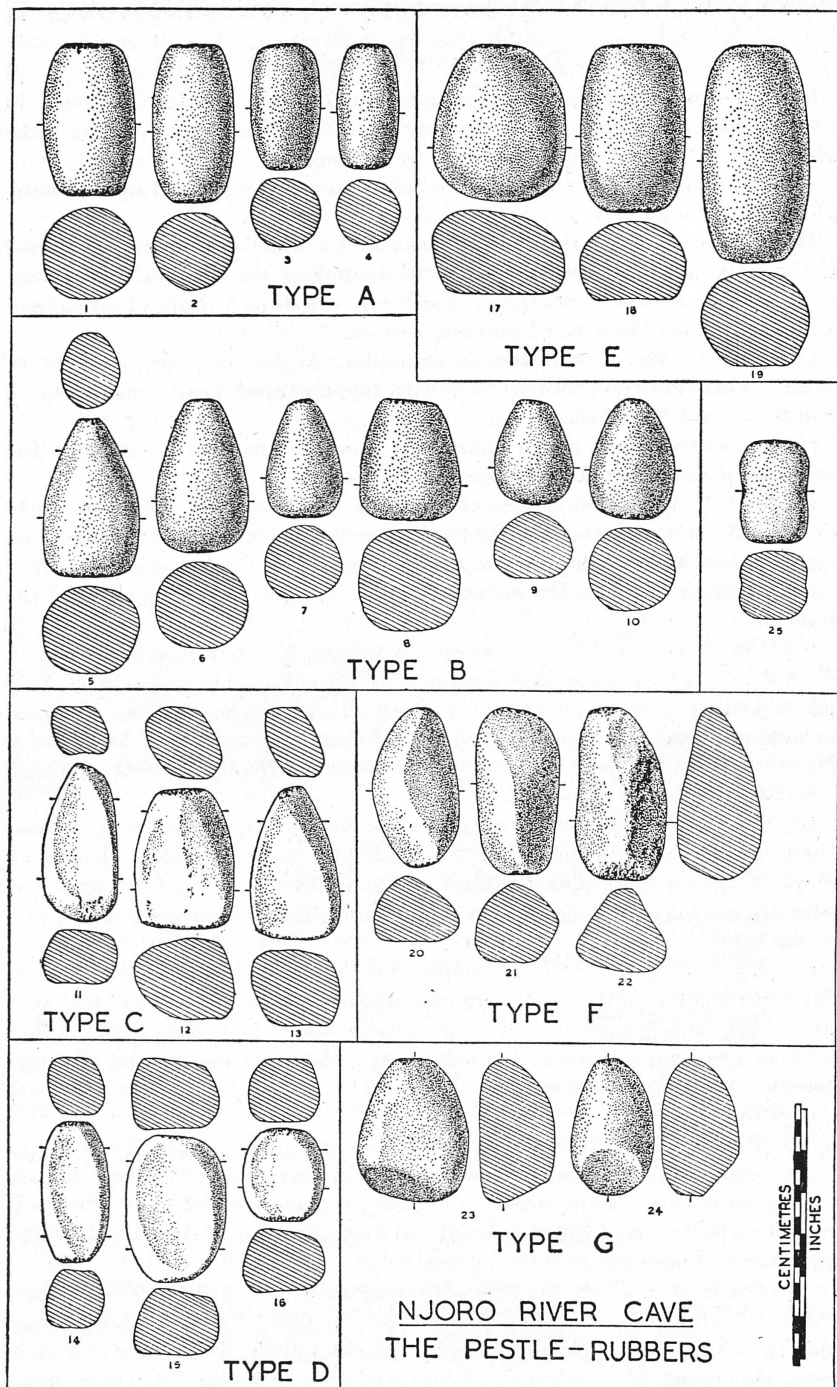 1
2
3
4
TYPE A
17
18
19
TYPE E
5
6
7
8
9
10
TYPE B
25
11
12
13
TYPE C
20
21
22
TYPE F
14
15
16
TYPE D
23
24
TYPE G
CENTIMETRES
INCHES
NJORO RIVER CAVE
THE PESTLE-RUBBERS